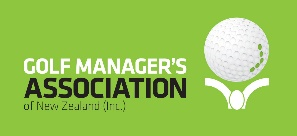 GOLF MANAGER'S
ASSOCIATION
of New Zealand (Inc.)